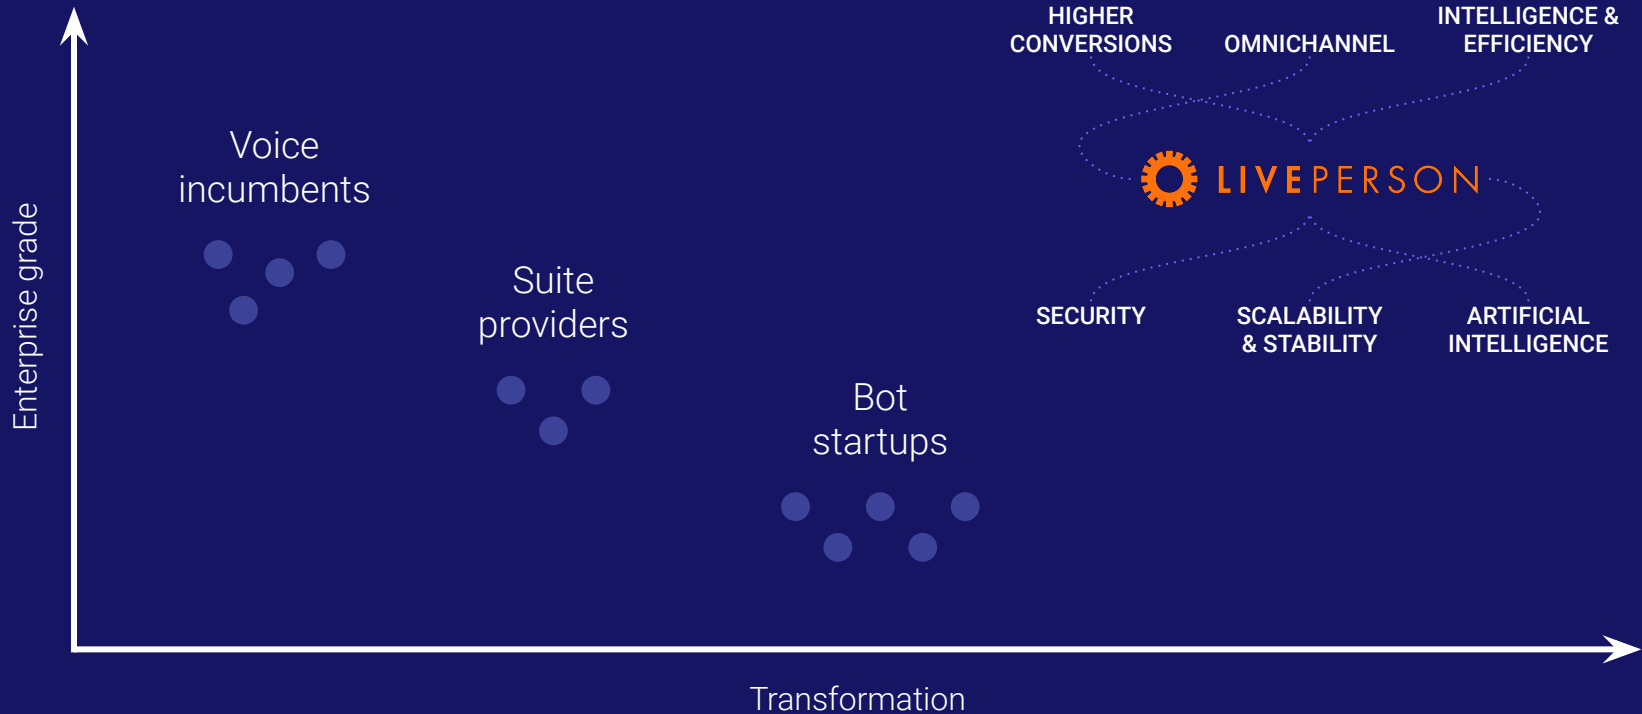 HIGHER
CONVERSIONS
OMNICHANNEL
INTELLIGENCE &
EFFICIENCY
Voice
incumbents
LIVEPERSON
Enterprise grade
Suite
providers
SECURITY
SCALABILITY
& STABILITY
ARTIFICIAL
INTELLIGENCE
Bot
startups
Transformation